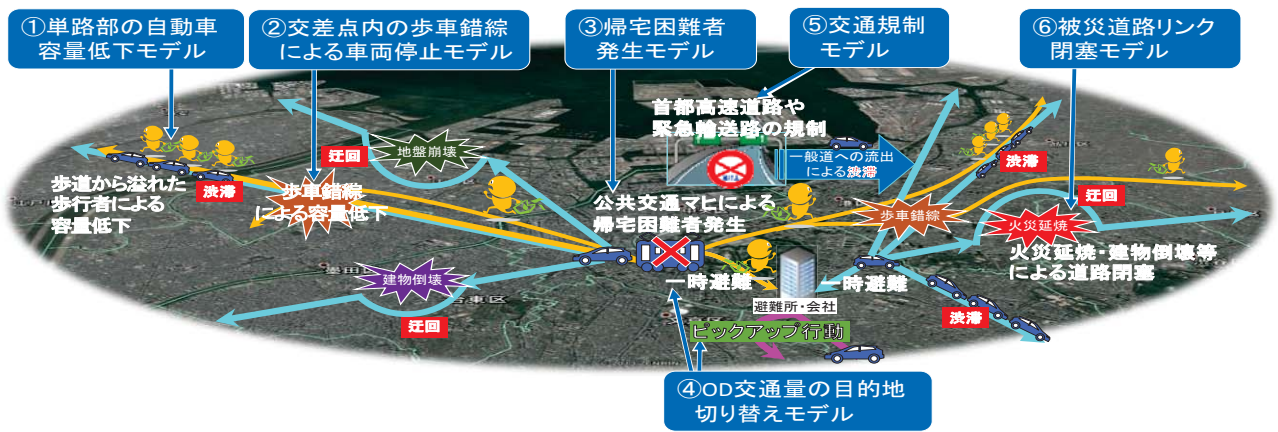 ①単路部の自動車
容量低下モデル
②交差点内の歩車錯綜
による車両停止モデル
③帰宅困難者
発生モデル
⑤交通規制
モデル
⑥被災道路リンク
閉塞モデル
首都高速道路や
緊急輸送路の規制
一般道への流出
による渋滞
地盤崩壊
迂回
渋滞
歩道から溢れた
歩行者による
容量低下
歩車錯綜
による容量低下
公共交通マヒによる
帰宅困難者発生
歩車錯綜
渋滞
迂回
火災延焼
火災延焼・建物倒壊等
による道路閉塞
建物倒壊
迂回
一時避難
一時避難
避難所・会社
ピックアップ行動
渋滞
④OD交通量の目的地
切り替えモデル